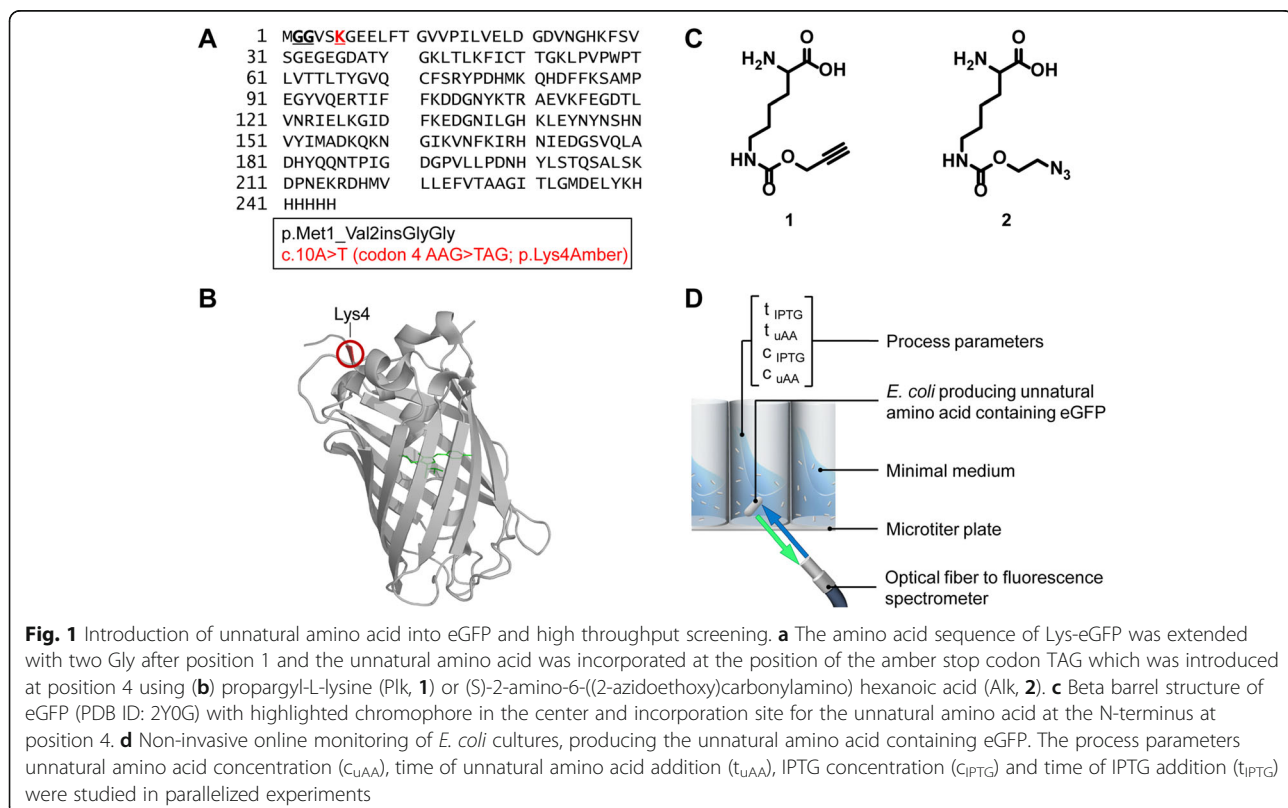 A
1 MGGVSKGEELFT GVVPILVELD GDVNGHKFSV
31 SGEGEGDATY GKLTLKFICT TGKLPVPWPT
61 LVTTLTYGVQ CFSRYPDHMK QHDFFKSAMP
91 EGYVQERTIF FKDDGNYKTR AEVKFEGDTL
121 VNRIELKGID FKEDGNILGH KLEYNYNSHN
151 VYIMADKQKN GIKVNFKIRH NIEDGSVQLA
181 DHYQQNTPIG DGPVLLPDNH YLSTQSALSK
211 DPNEKRDHMV LLEFVTAAGI TLGMDELYKH
241 HHHHH
p.Met1_Val2insGlyGly
c.10A>T (codon 4 AAG>TAG; p.Lys4Amber)
B
Lys4
C
H2N
O
OH
HN
O
O
1
H2N
O
OH
HN
O
O
N3
2
D
t IPTG
t uAA
c IPTG
c uAA
Process parameters
E. coli producing unnatural
amino acid containing eGFP
Minimal medium
Microtiter plate
Optical fiber to fluorescence
spectrometer
Fig. 1 Introduction of unnatural amino acid into eGFP and high throughput screening. a The amino acid sequence of Lys-eGFP was extended
with two Gly after position 1 and the unnatural amino acid was incorporated at the position of the amber stop codon TAG which was introduced
at position 4 using (b) propargyl-L-lysine (Plk, 1) or (S)-2-amino-6-((2-azidoethoxy)carbonylamino) hexanoic acid (Alk, 2). c Beta barrel structure of
eGFP (PDB ID: 2Y0G) with highlighted chromophore in the center and incorporation site for the unnatural amino acid at the N-terminus at
position 4. d Non-invasive online monitoring of E. coli cultures, producing the unnatural amino acid containing eGFP. The process parameters
unnatural amino acid concentration (cuAA), time of unnatural amino acid addition (tuAA), IPTG concentration (cIPTG) and time of IPTG addition (tIPTG)
were studied in parallelized experiments